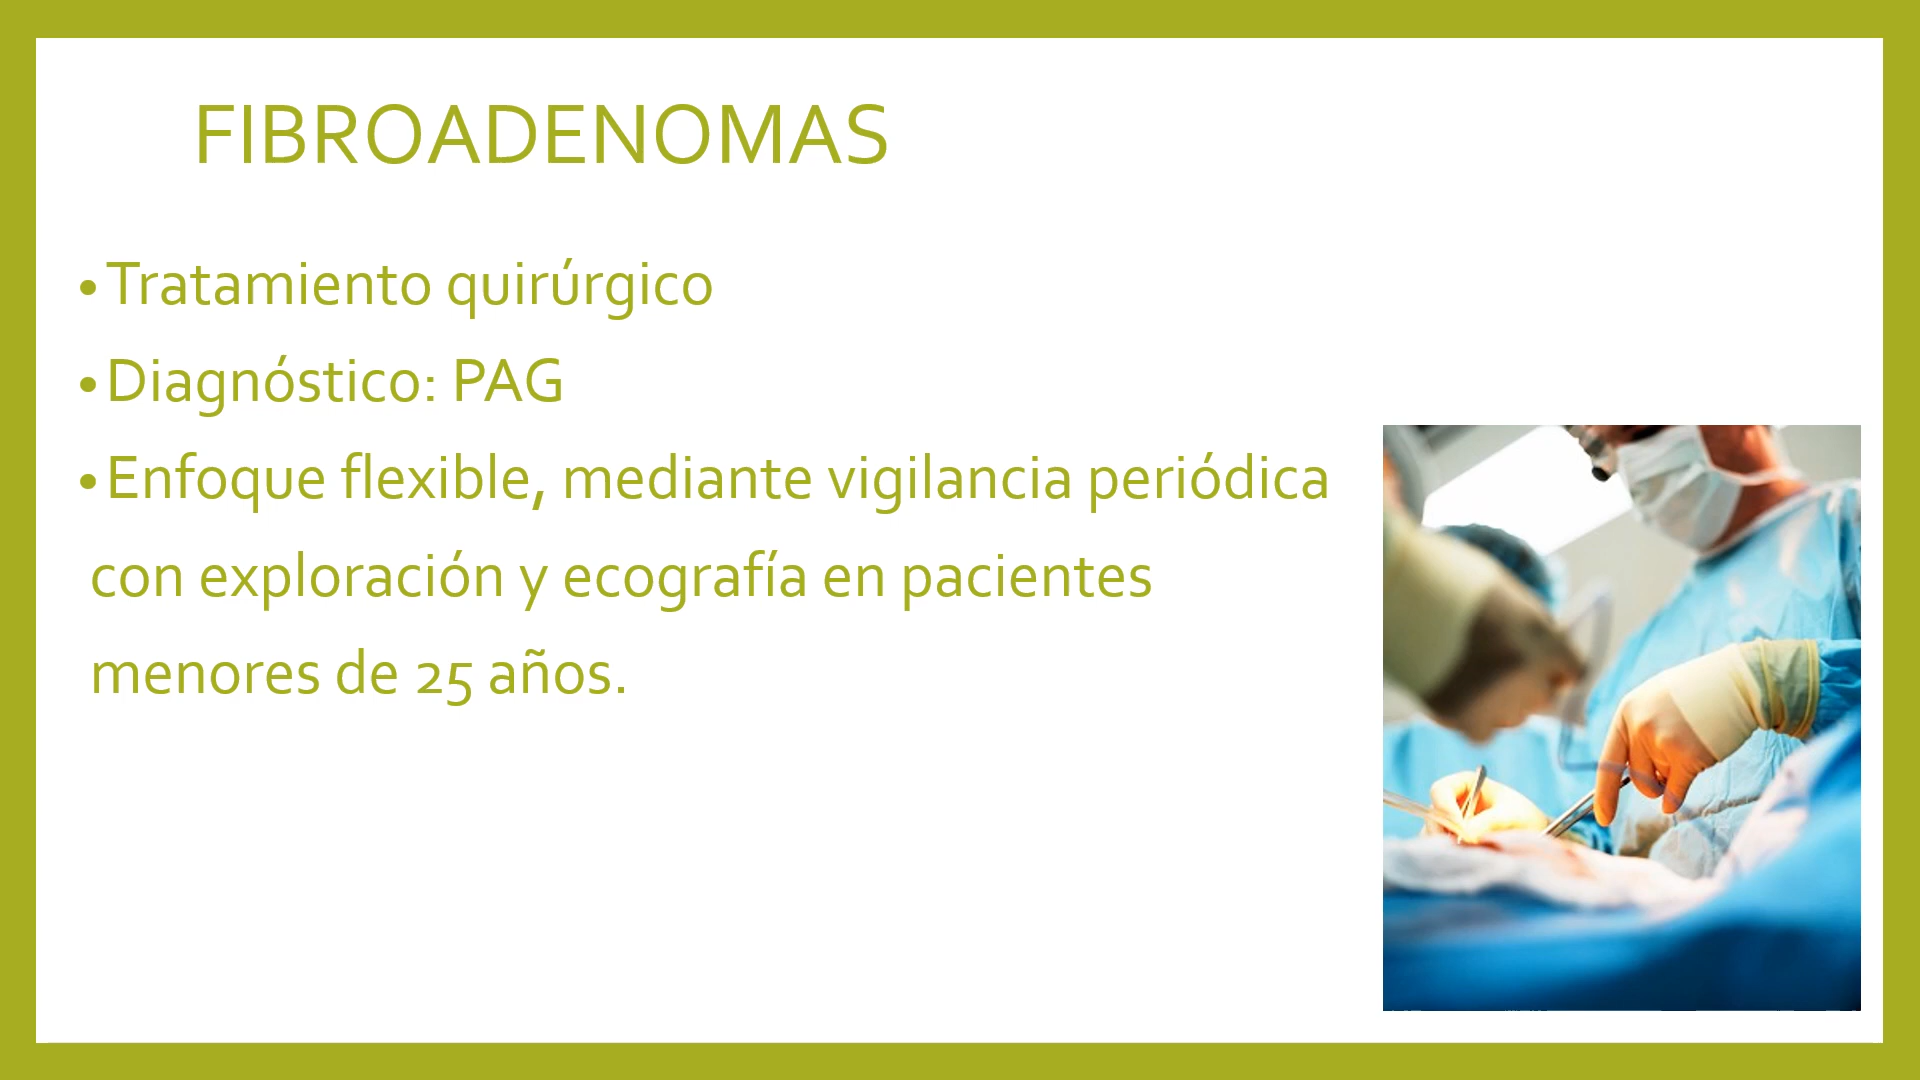 FIBROADENOMAS
•Tratamiento quirúrgico
•Diagnóstico: PAG
•Enfoque flexible, mediante vigilancia periódica
con exploración y ecografía en pacientes
menores de 25 años.